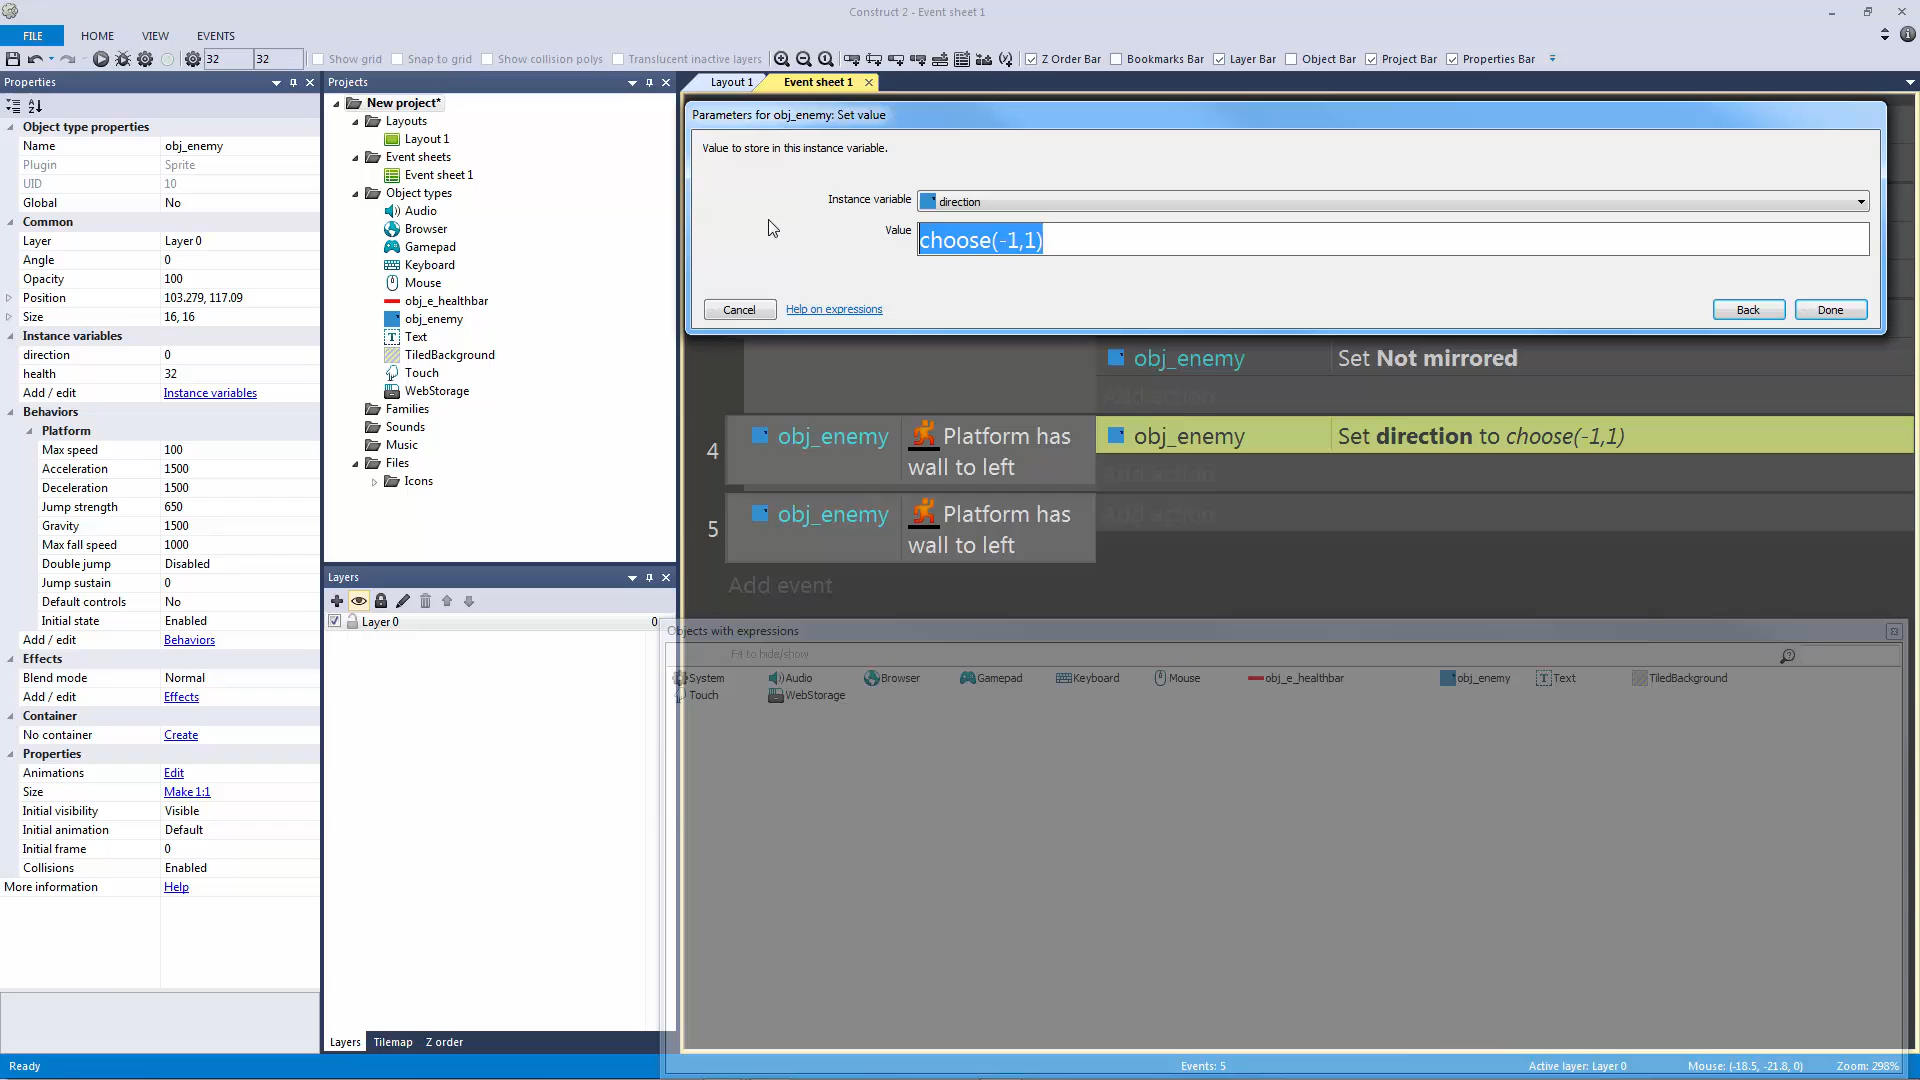 Construct 2 - Event sheet 1
FILE HOME VIEW EVENTS
32 32 Show grid Snap to grid Show collision polys Translucent inactive layers Z Order Bar Bookmarks Bar Layer Bar Object Bar Project Bar Properties Bar
Properties
Object type properties
Name obj_enemy
Plugin Sprite
UID 10
Global No
Common
Layer Layer 0
Angle 0
Opacity 100
Position 103.279, 117.09
Size 16, 16
Instance variables
direction 0
health 32
Add / edit Instance variables
Behaviors
Platform
Max speed 100
Acceleration 1500
Deceleration 1500
Jump strength 650
Gravity 1500
Max fall speed 1000
Double jump Disabled
Jump sustain 0
Default controls No
Initial state Enabled
Add / edit Behaviors
Effects
Blend mode Normal
Add / edit Effects
Container
No container Create
Properties
Animations Edit
Size Make 1:1
Initial visibility Visible
Initial animation Default
Initial frame 0
Collisions Enabled
More information Help
Projects
New project*
Layouts
Layout 1
Event sheets
Event sheet 1
Object types
Audio
Browser
Gamepad
Keyboard
Mouse
obj_e_healthbar
obj_enemy
Text
TiledBackground
Touch
WebStorage
Families
Sounds
Music
Files
Icons
Layers
Layer 0 0
Layers Tilemap Z order
Layout 1 Event sheet 1
Parameters for obj_enemy: Set value
Value to store in this instance variable.
Instance variable direction
Value choose(-1,1)
Cancel Help on expressions Back Done
obj_enemy Set Not mirrored
Add action
4 obj_enemy Platform has wall to left obj_enemy Set direction to choose(-1,1)
Add action
5 obj_enemy Platform has wall to left Add action
Add event
Objects with expressions
F4 to hide/show
System Audio Browser Gamepad Keyboard Mouse obj_e_healthbar obj_enemy Text TiledBackground
Touch WebStorage
Ready Events: 5 Active layer: Layer 0 Mouse: (-18.5, -21.8, 0) Zoom: 298%